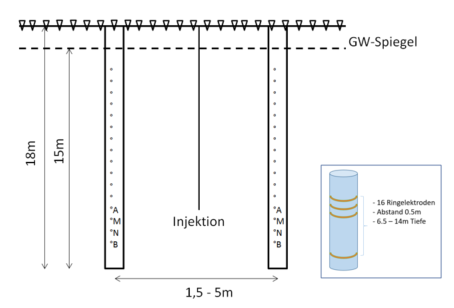 GW-Spiegel
18m
15m
A
M
N
B
A
M
N
B
Injektion
- 16 Ringelektroden
- Abstand 0.5m
- 6.5 – 14m Tiefe
1,5 - 5m